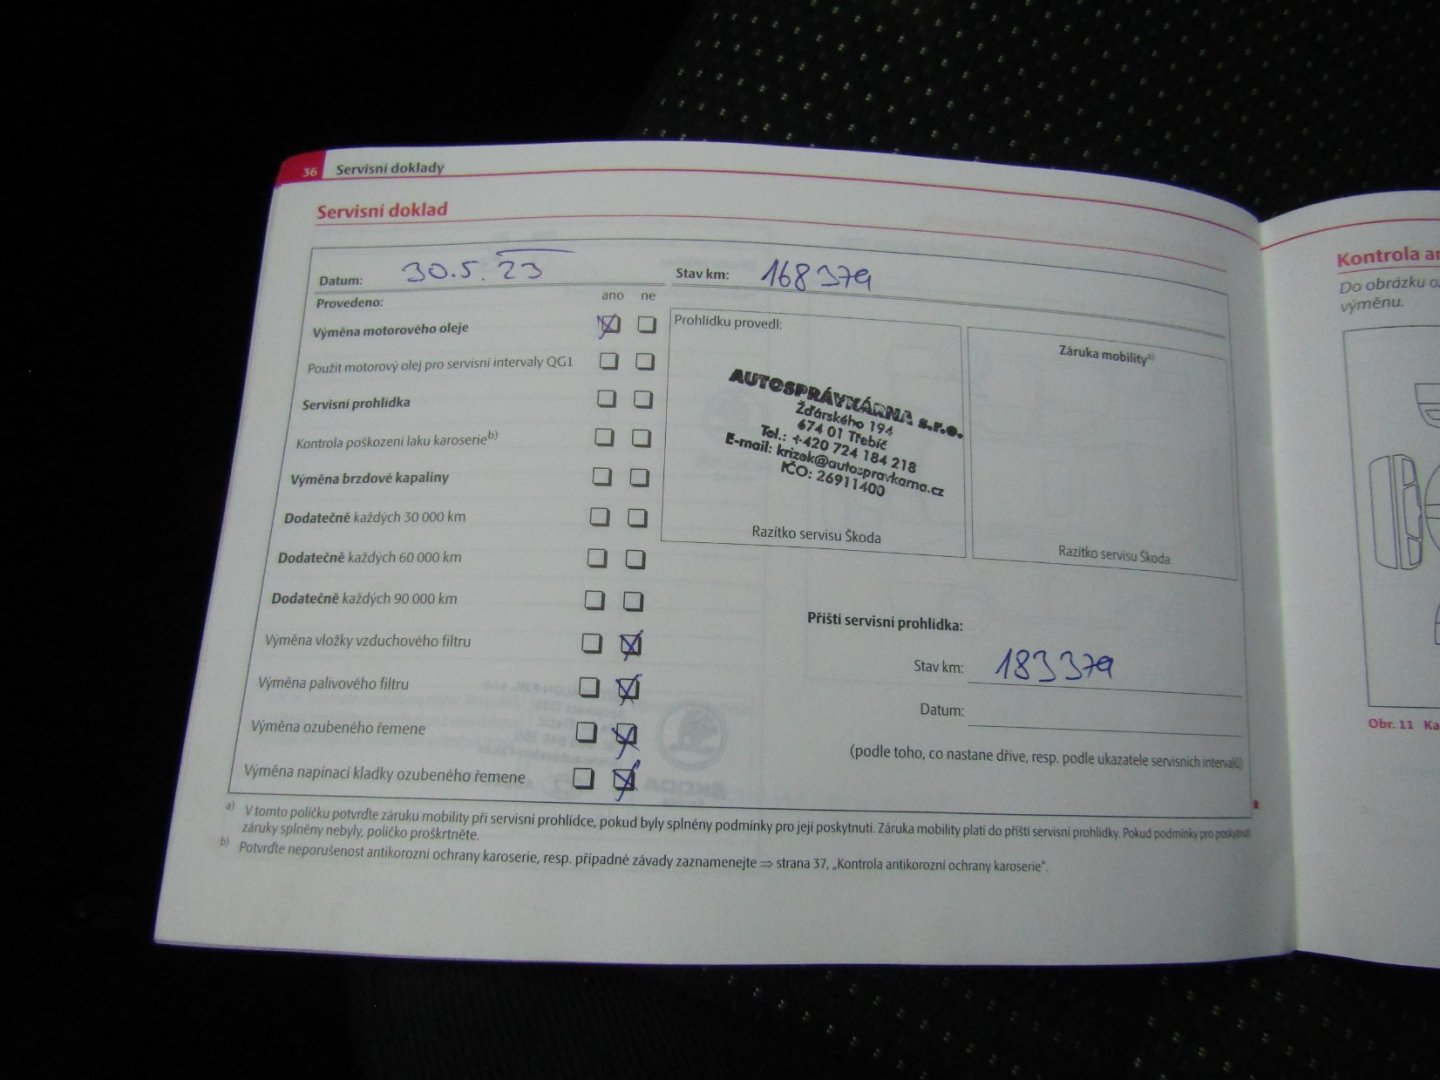 36 Servisní doklady
Servisní doklad
Datum: 30.5.23 Stav km: 168 379
Provedeno: ano ne
Výměna motorového oleje
Použit motorový olej pro servisní intervaly QG1
Servisní prohlídka
Kontrola poškození laku karoserie b)
Výměna brzdové kapaliny
Dodatečně každých 30 000 km
Dodatečně každých 60 000 km
Dodatečně každých 90 000 km
Výměna vložky vzduchového filtru
Výměna palivového filtru
Výměna ozubeného řemene
Výměna napínací kladky ozubeného řemene
Prohlídku provedl:
AUTOSPRÁVKÁRNA s.r.o.
Žďárského 194
674 01 Třebíč
Tel.: +420 724 184 218
E-mail: krizek@autospravkarna.cz
IČO: 26911400
Razítko servisu Škoda
Záruka mobility a)
Razítko servisu Škoda
Příští servisní prohlídka:
Stav km: 183 379
Datum:
(podle toho, co nastane dříve, resp. podle ukazatele servisních intervalů)
a) V tomto políčku potvrďte záruku mobility při servisní prohlídce, pokud byly splněny podmínky pro její poskytnutí. Záruka mobility platí do příští servisní prohlídky. Pokud podmínky pro poskytnutí
záruky splněny nebyly, políčko proškrtněte.
b) Potvrďte neporušenost antikorozní ochrany karoserie, resp. případné závady zaznamenejte ⇒ strana 37, „Kontrola antikorozní ochrany karoserie“.
Kontrola
Do obrázku
výměnu.
Obr. 11